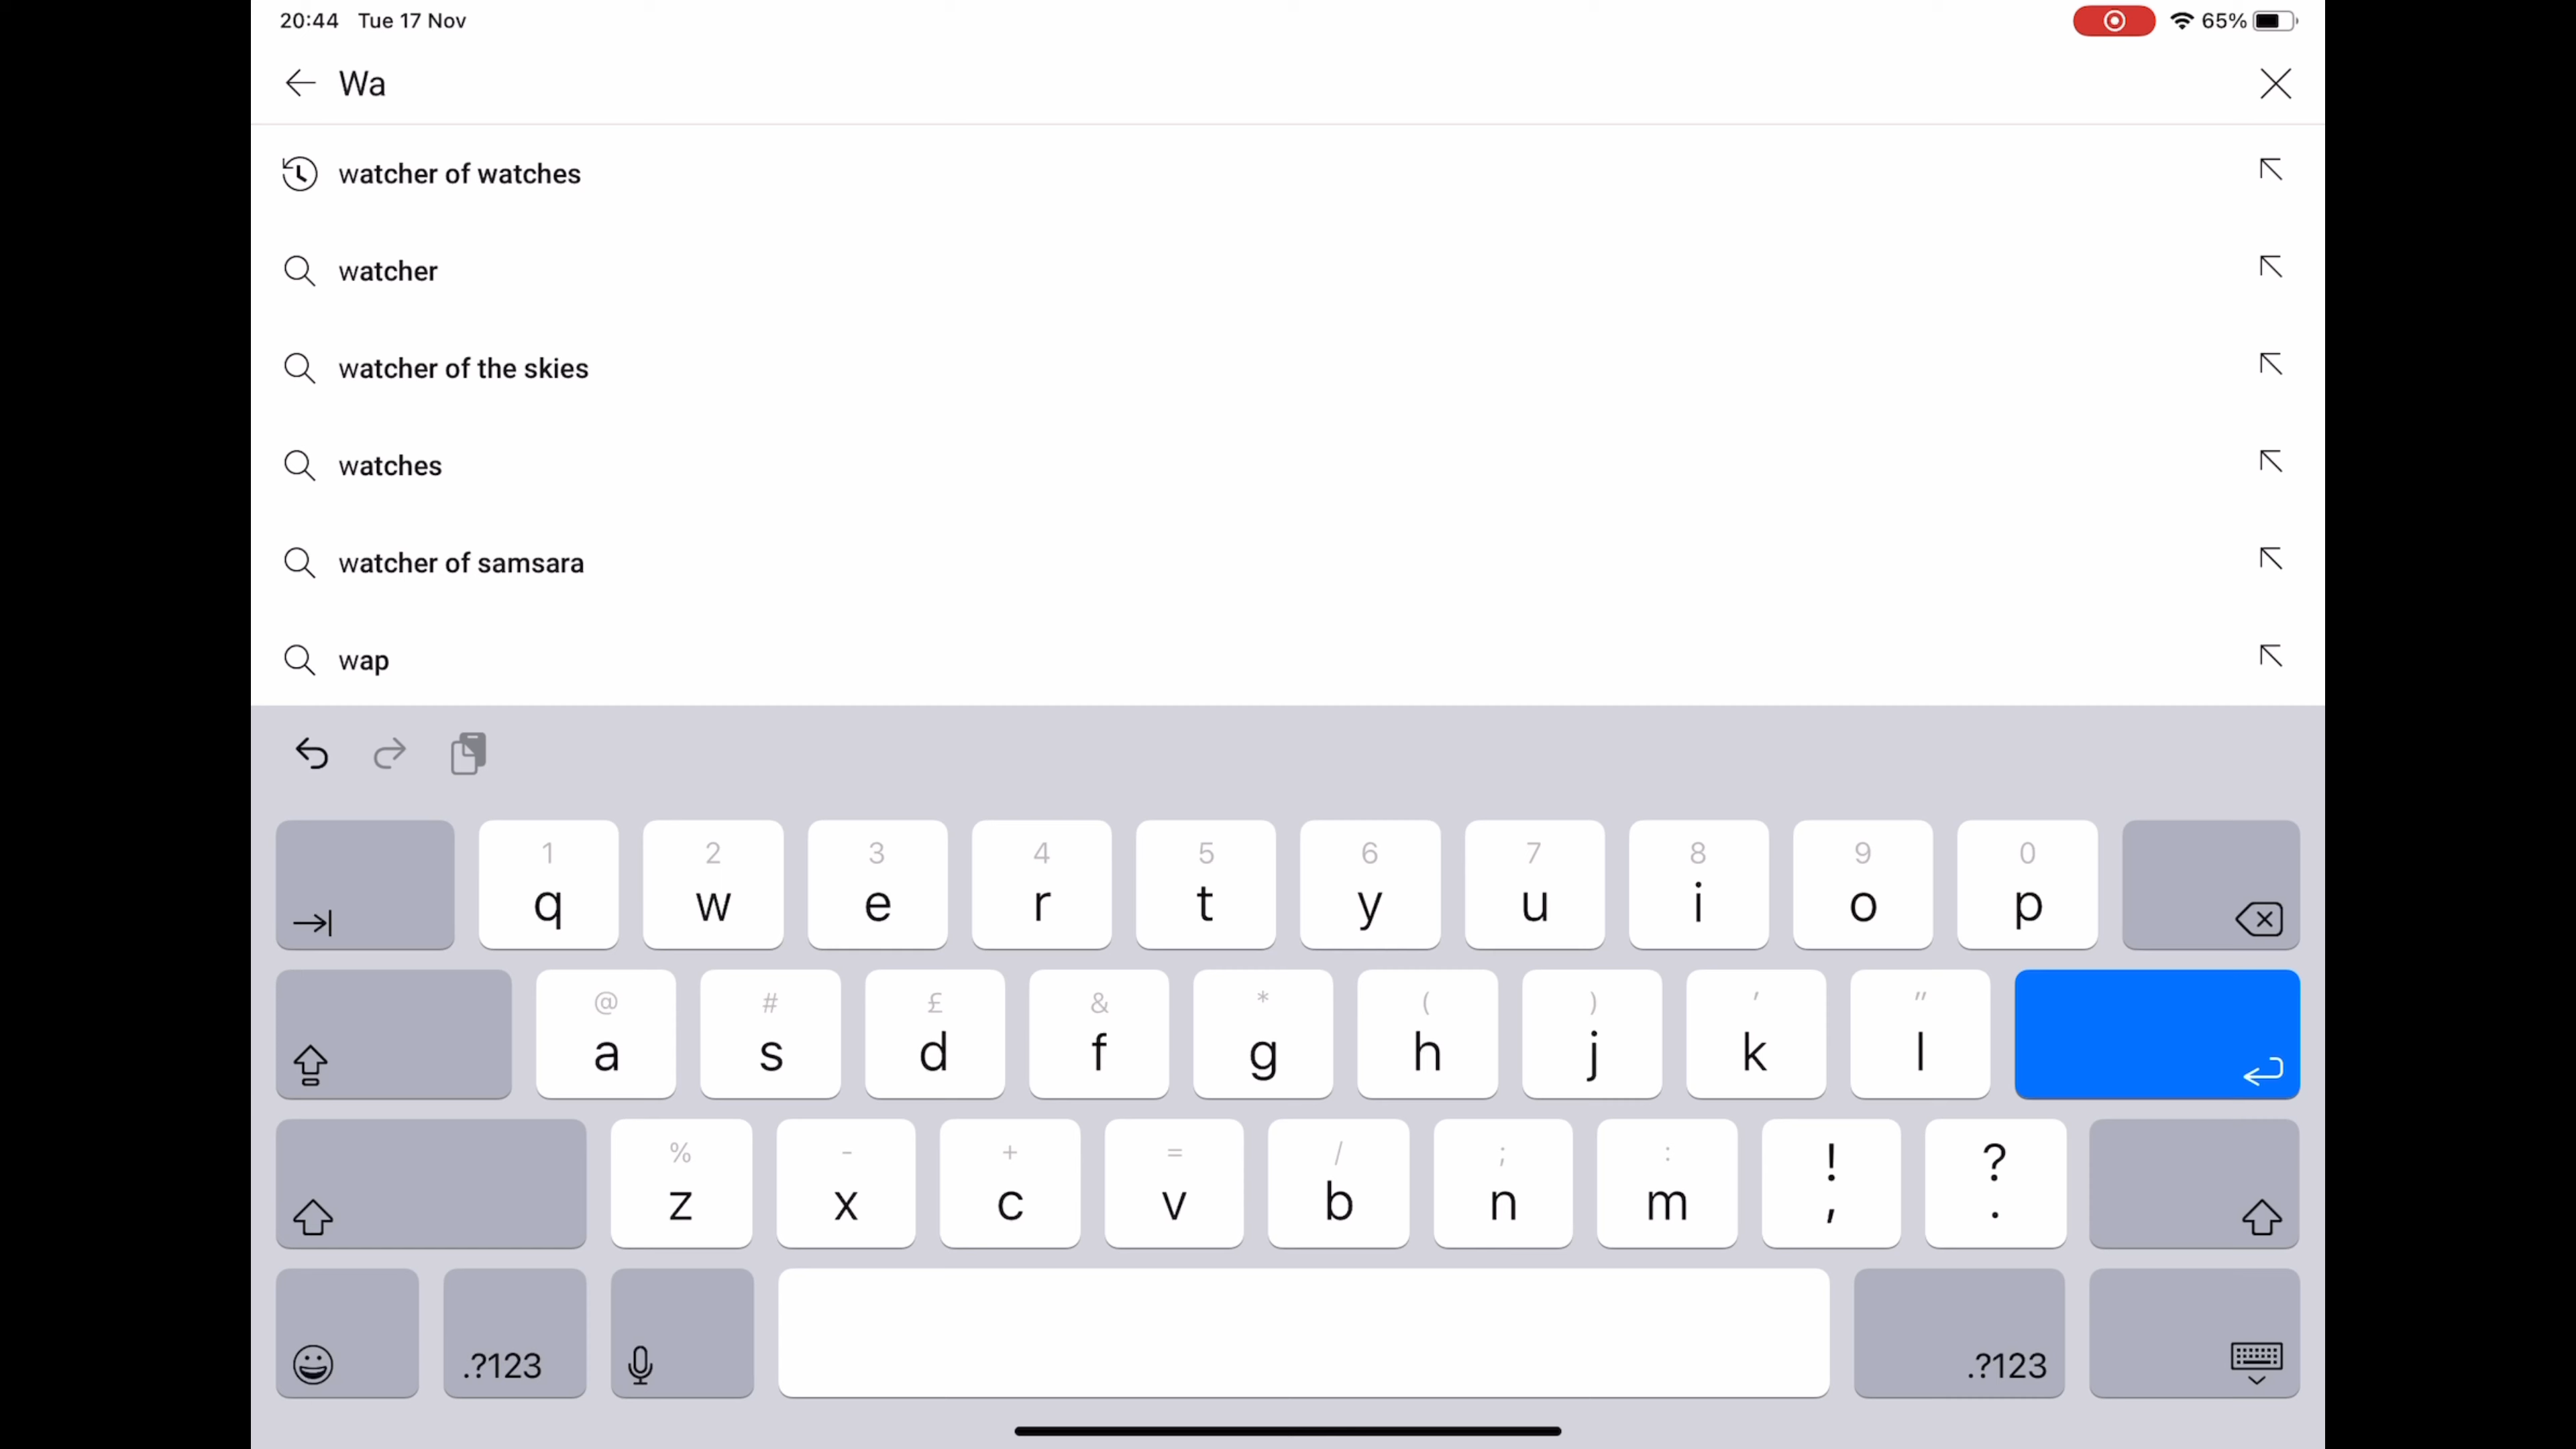 20:44 Tue 17 Nov 65%
Wa
watcher of watches
watcher
watcher of the skies
watches
watcher of samsara
wap
1 2 3 4 5 6 7 8 9 0
q w e r t y u i o p
@ # £ & * ( ) ' "
a s d f g h j k l
% - + = / ; : ! ?
z x c v b n m , .
.?123 .?123